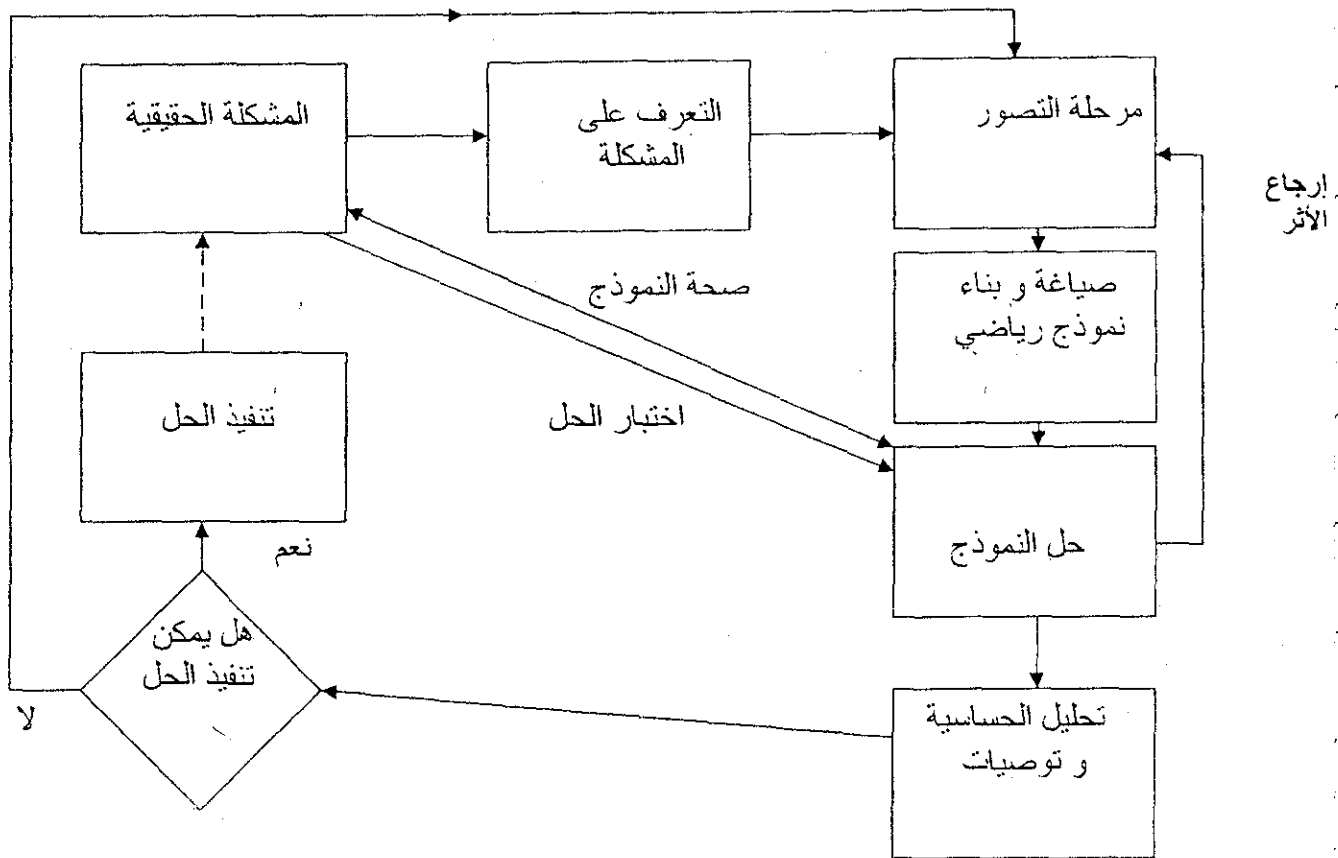 المشكلة الحقيقية
التعرف على
المشكلة
مرحلة التصور
إرجاع
الأثر
صياغة و بناء
نموذج رياضي
صحة النموذج
اختبار الحل
تنفيذ الحل
حل النموذج
نعم
هل يمكن
تنفيذ الحل
لا
تحليل الحساسية
و توصيات